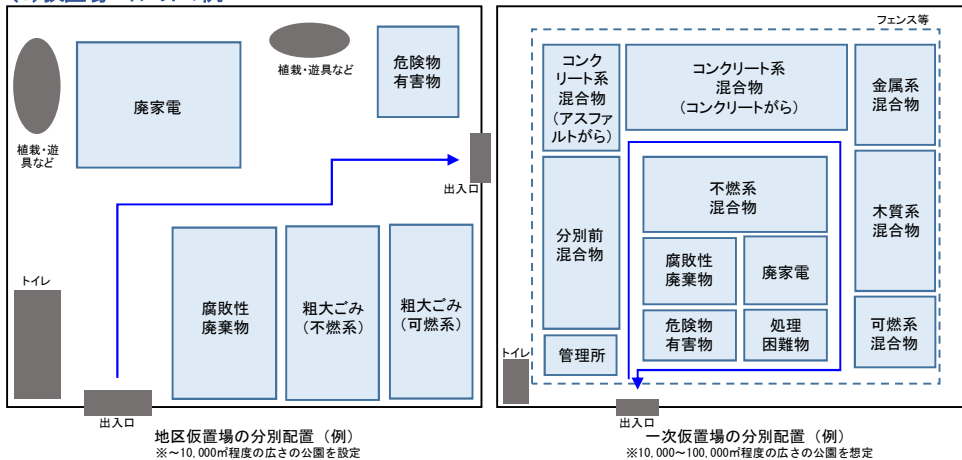 植栽・遊
具など
廃家電
植栽・遊具など
危険物
有害物
出入口
トイレ
腐敗性
廃棄物
粗大ごみ
（不燃系）
粗大ごみ
（可燃系）
出入口
地区仮置場の分別配置（例）
※～10,000㎡程度の広さの公園を設定
フェンス等
コンク
リート系
混合物
（アスファ
ルトがら）
コンクリート系
混合物
（コンクリートがら）
金属系
混合物
分別前
混合物
不燃系
混合物
木質系
混合物
腐敗性
廃棄物
廃家電
危険物
有害物
処理
困難物
可燃系
混合物
管理所
トイレ
出入口
一次仮置場の分別配置（例）
※10,000～100,000㎡程度の広さの公園を想定